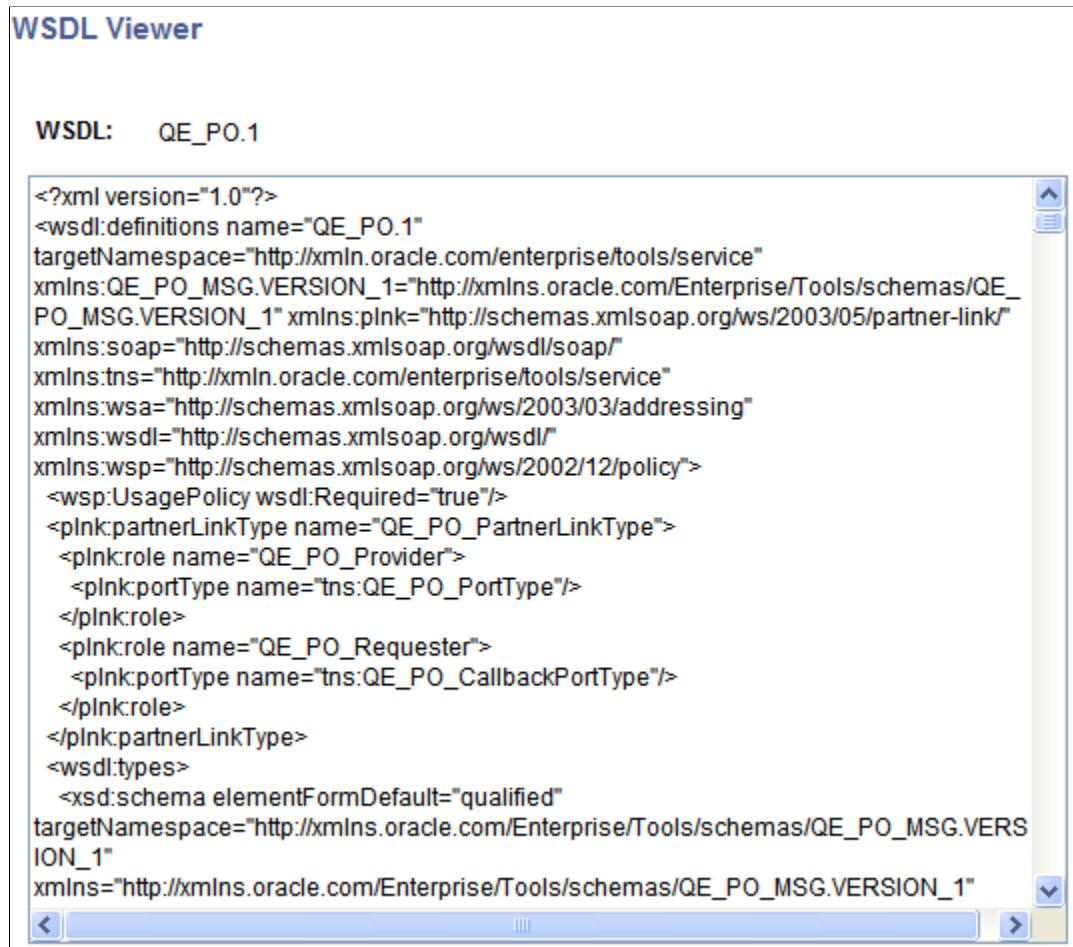 WSDL Viewer
WSDL: QE_PO.1
<?xml version="1.0"?>
<wsdl:definitions name="QE_PO.1"
targetNamespace="http://xmln.oracle.com/enterprise/tools/service"
xmlns:QE_PO_MSG.VERSION_1="http://xmlns.oracle.com/Enterprise/Tools/schemas/QE_
PO_MSG.VERSION_1" xmlns:plnk="http://schemas.xmlsoap.org/ws/2003/05/partner-link/"
xmlns:soap="http://schemas.xmlsoap.org/wsdl/soap/"
xmlns:tns="http://xmln.oracle.com/enterprise/tools/service"
xmlns:wsa="http://schemas.xmlsoap.org/ws/2003/03/addressing"
xmlns:wsdl="http://schemas.xmlsoap.org/wsdl/"
xmlns:wsp="http://schemas.xmlsoap.org/ws/2002/12/policy">
<wsp:UsagePolicy wsdl:Required="true"/>
<plnk:partnerLinkType name="QE_PO_PartnerLinkType">
<plnk:role name="QE_PO_Provider">
<plnk:portType name="tns:QE_PO_PortType"/>
</plnk:role>
<plnk:role name="QE_PO_Requester">
<plnk:portType name="tns:QE_PO_CallbackPortType"/>
</plnk:role>
</plnk:partnerLinkType>
<wsdl:types>
<xsd:schema elementFormDefault="qualified"
targetNamespace="http://xmlns.oracle.com/Enterprise/Tools/schemas/QE_PO_MSG.VERS
ION_1"
xmlns="http://xmlns.oracle.com/Enterprise/Tools/schemas/QE_PO_MSG.VERSION_1"